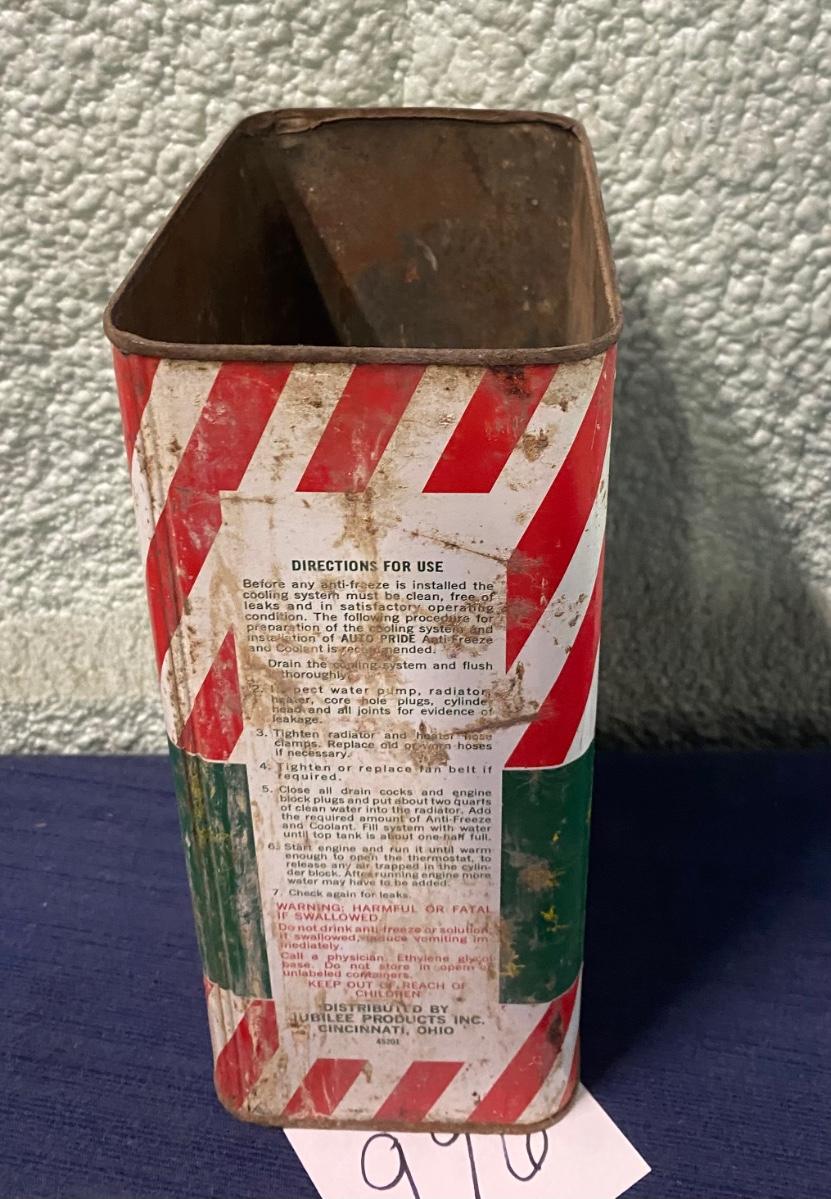 DIRECTIONS FOR USE
Before any anti-freeze is installed the
cooling system must be clean, free of
leaks and in satisfactory operating
condition. The following procedure for
preparation of the cooling system and
installation of AUTO PRIDE Anti-Freeze
and Coolant is recommended.
Drain the cooling system and flush
thoroughly.
2. Inspect water pump, radiator,
heater, core hole plugs, cylinder
head and all joints for evidence of
leakage.
3. Tighten radiator and heater hose
clamps. Replace old or worn hoses
if necessary.
4. Tighten or replace fan belt if
required.
5. Close all drain cocks and engine
block plugs and put about two quarts
of clean water into the radiator. Add
the required amount of Anti-Freeze
and Coolant. Fill system with water
until top tank is about one-half full.
6. Start engine and run it until warm
enough to open the thermostat, to
release any air trapped in the cylin-
der block. After running engine more
water may have to be added.
7. Check again for leaks.
WARNING: HARMFUL OR FATAL
IF SWALLOWED.
Do not drink anti-freeze or solution.
If swallowed, induce vomiting im-
mediately.
Call a physician. Ethylene glycol
base. Do not store in open or
unlabeled containers.
KEEP OUT OF REACH OF
CHILDREN
DISTRIBUTED BY
JUBILEE PRODUCTS INC.
CINCINNATI, OHIO
45201